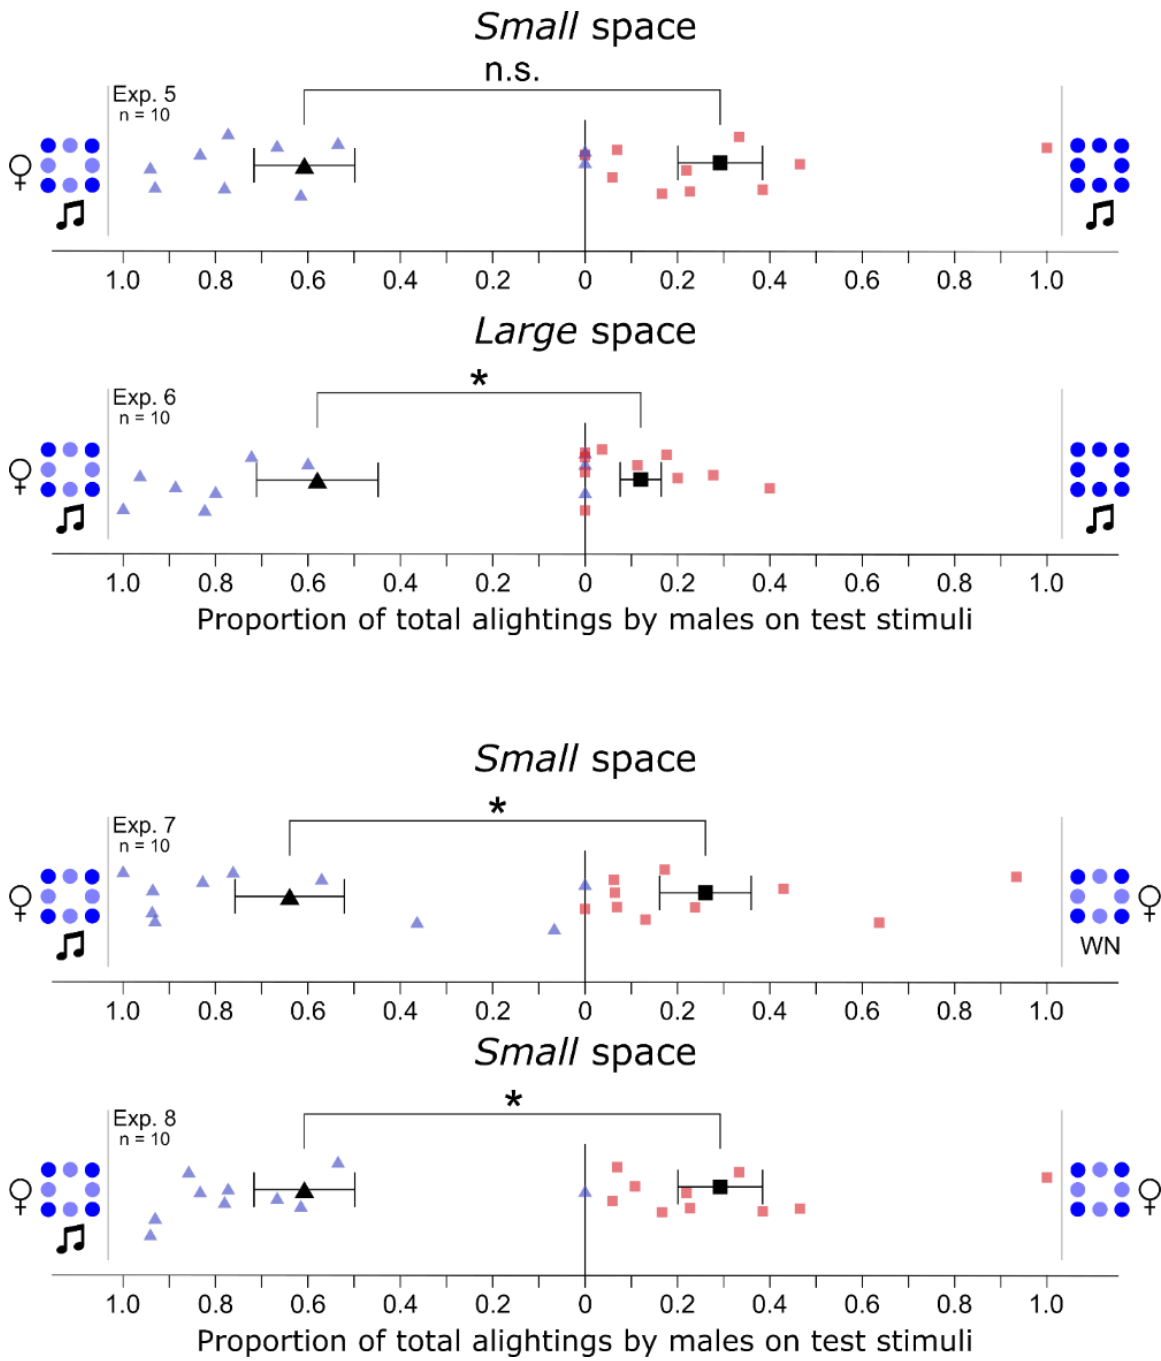 Small space
n.s.
Exp. 5
n = 10
1.0 0.8 0.6 0.4 0.2 0 0.2 0.4 0.6 0.8 1.0
Large space
*
Exp. 6
n = 10
1.0 0.8 0.6 0.4 0.2 0 0.2 0.4 0.6 0.8 1.0
Proportion of total alightings by males on test stimuli
Small space
*
Exp. 7
n = 10
WN
1.0 0.8 0.6 0.4 0.2 0 0.2 0.4 0.6 0.8 1.0
Small space
*
Exp. 8
n = 10
1.0 0.8 0.6 0.4 0.2 0 0.2 0.4 0.6 0.8 1.0
Proportion of total alightings by males on test stimuli